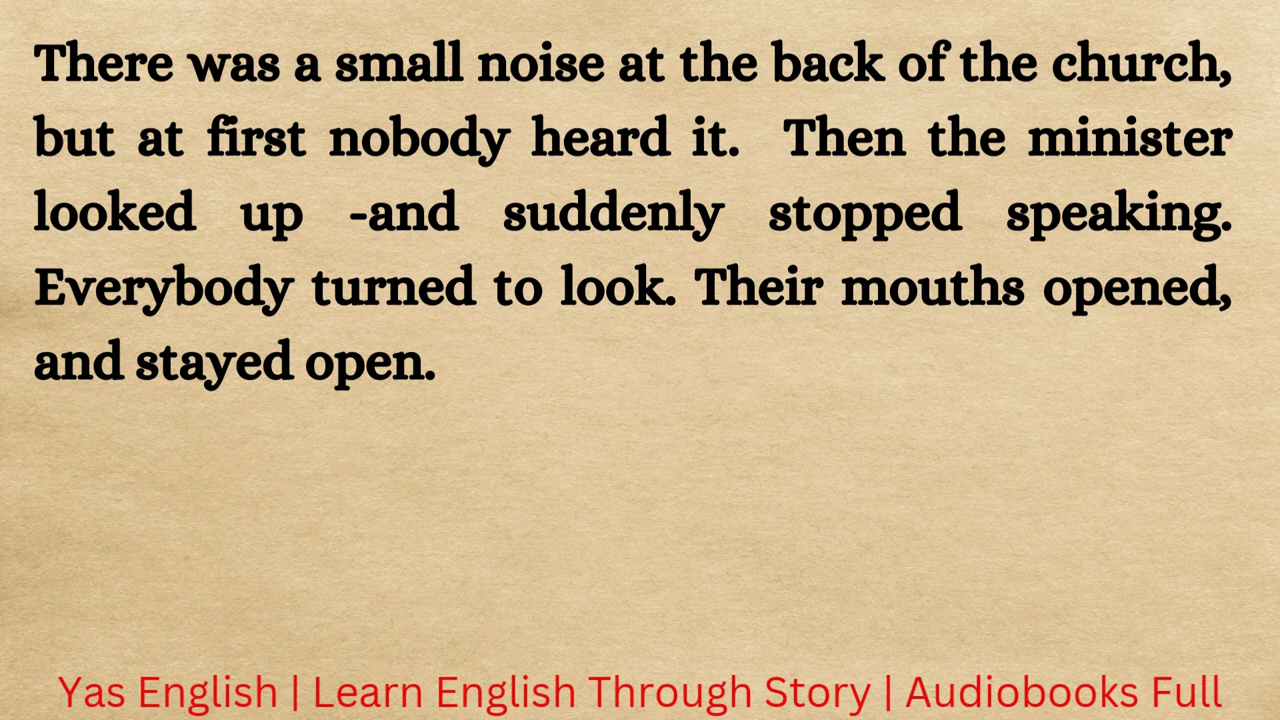 There was a small noise at the back of the church,
but at first nobody heard it. Then the minister
looked up -and suddenly stopped speaking.
Everybody turned to look. Their mouths opened,
and stayed open.
Yas English | Learn English Through Story | Audiobooks Full